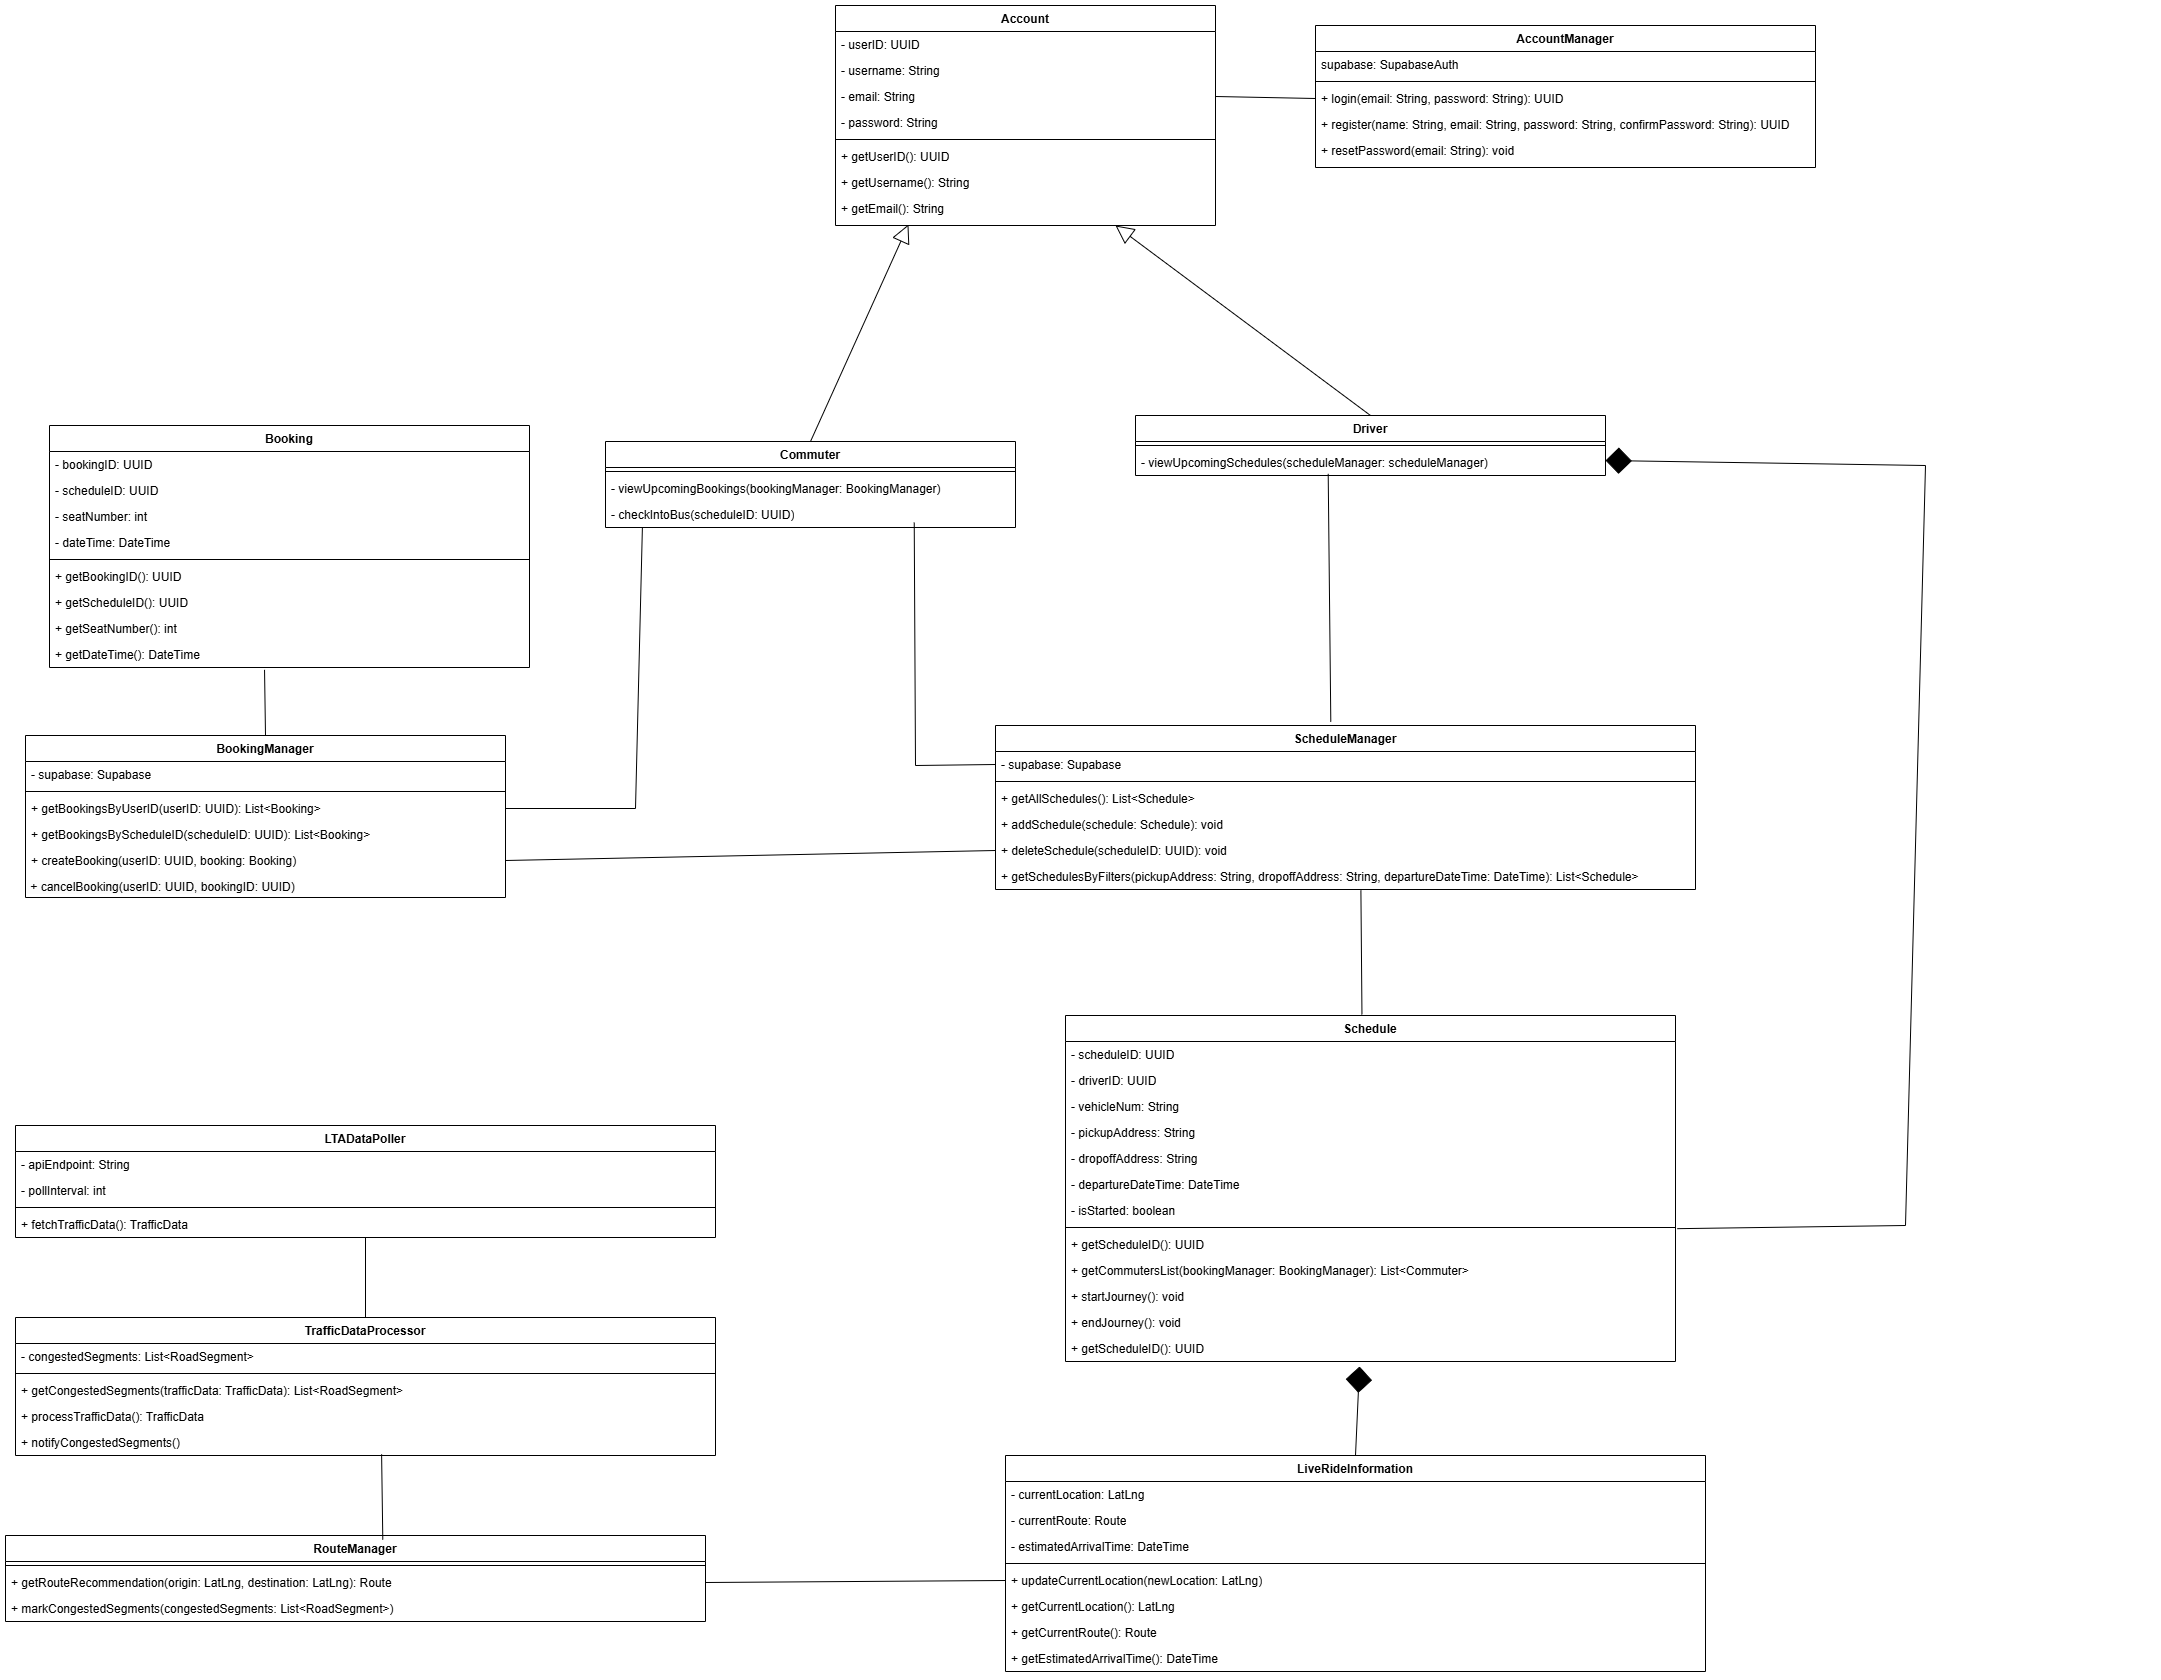 Account
- userID: UUID
- username: String
- email: String
- password: String
+ getUserID(): UUID
+ getUsername(): String
+ getEmail(): String
AccountManager
supabase: SupabaseAuth
+ login(email: String, password: String): UUID
+ register(name: String, email: String, password: String, confirmPassword: String): UUID
+ resetPassword(email: String): void
Booking
- bookingID: UUID
- scheduleID: UUID
- seatNumber: int
- dateTime: DateTime
+ getBookingID(): UUID
+ getScheduleID(): UUID
+ getSeatNumber(): int
+ getDateTime(): DateTime
Commuter
- viewUpcomingBookings(bookingManager: BookingManager)
- checkIntoBus(scheduleID: UUID)
Driver
- viewUpcomingSchedules(scheduleManager: scheduleManager)
BookingManager
- supabase: Supabase
+ getBookingsByUserID(userID: UUID): List<Booking>
+ getBookingsByScheduleID(scheduleID: UUID): List<Booking>
+ createBooking(userID: UUID, booking: Booking)
+ cancelBooking(userID: UUID, bookingID: UUID)
ScheduleManager
- supabase: Supabase
+ getAllSchedules(): List<Schedule>
+ addSchedule(schedule: Schedule): void
+ deleteSchedule(scheduleID: UUID): void
+ getSchedulesByFilters(pickupAddress: String, dropoffAddress: String, departureDateTime: DateTime): List<Schedule>
Schedule
- scheduleID: UUID
- driverID: UUID
- vehicleNum: String
- pickupAddress: String
- dropoffAddress: String
- departureDateTime: DateTime
- isStarted: boolean
+ getScheduleID(): UUID
+ getCommutersList(bookingManager: BookingManager): List<Commuter>
+ startJourney(): void
+ endJourney(): void
+ getScheduleID(): UUID
LTADataPoller
- apiEndpoint: String
- pollInterval: int
+ fetchTrafficData(): TrafficData
TrafficDataProcessor
- congestedSegments: List<RoadSegment>
+ getCongestedSegments(trafficData: TrafficData): List<RoadSegment>
+ processTrafficData(): TrafficData
+ notifyCongestedSegments()
RouteManager
+ getRouteRecommendation(origin: LatLng, destination: LatLng): Route
+ markCongestedSegments(congestedSegments: List<RoadSegment>)
LiveRideInformation
- currentLocation: LatLng
- currentRoute: Route
- estimatedArrivalTime: DateTime
+ updateCurrentLocation(newLocation: LatLng)
+ getCurrentLocation(): LatLng
+ getCurrentRoute(): Route
+ getEstimatedArrivalTime(): DateTime